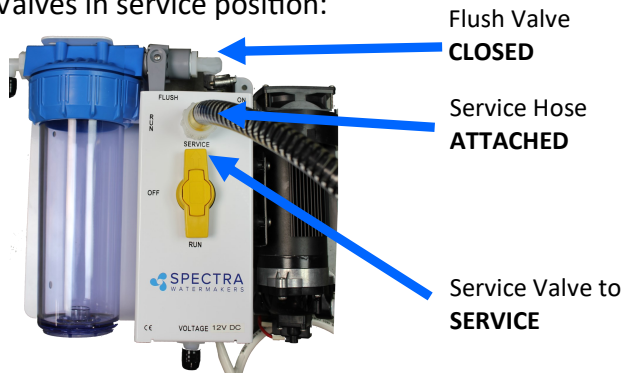 valves in service position:
Flush Valve
CLOSED
Service Hose
ATTACHED
Service Valve to
SERVICE
FLUSH
ON
RUN
SERVICE
OFF
RUN
SPECTRA
WATERMAKERS
CE VOLTAGE 12V DC